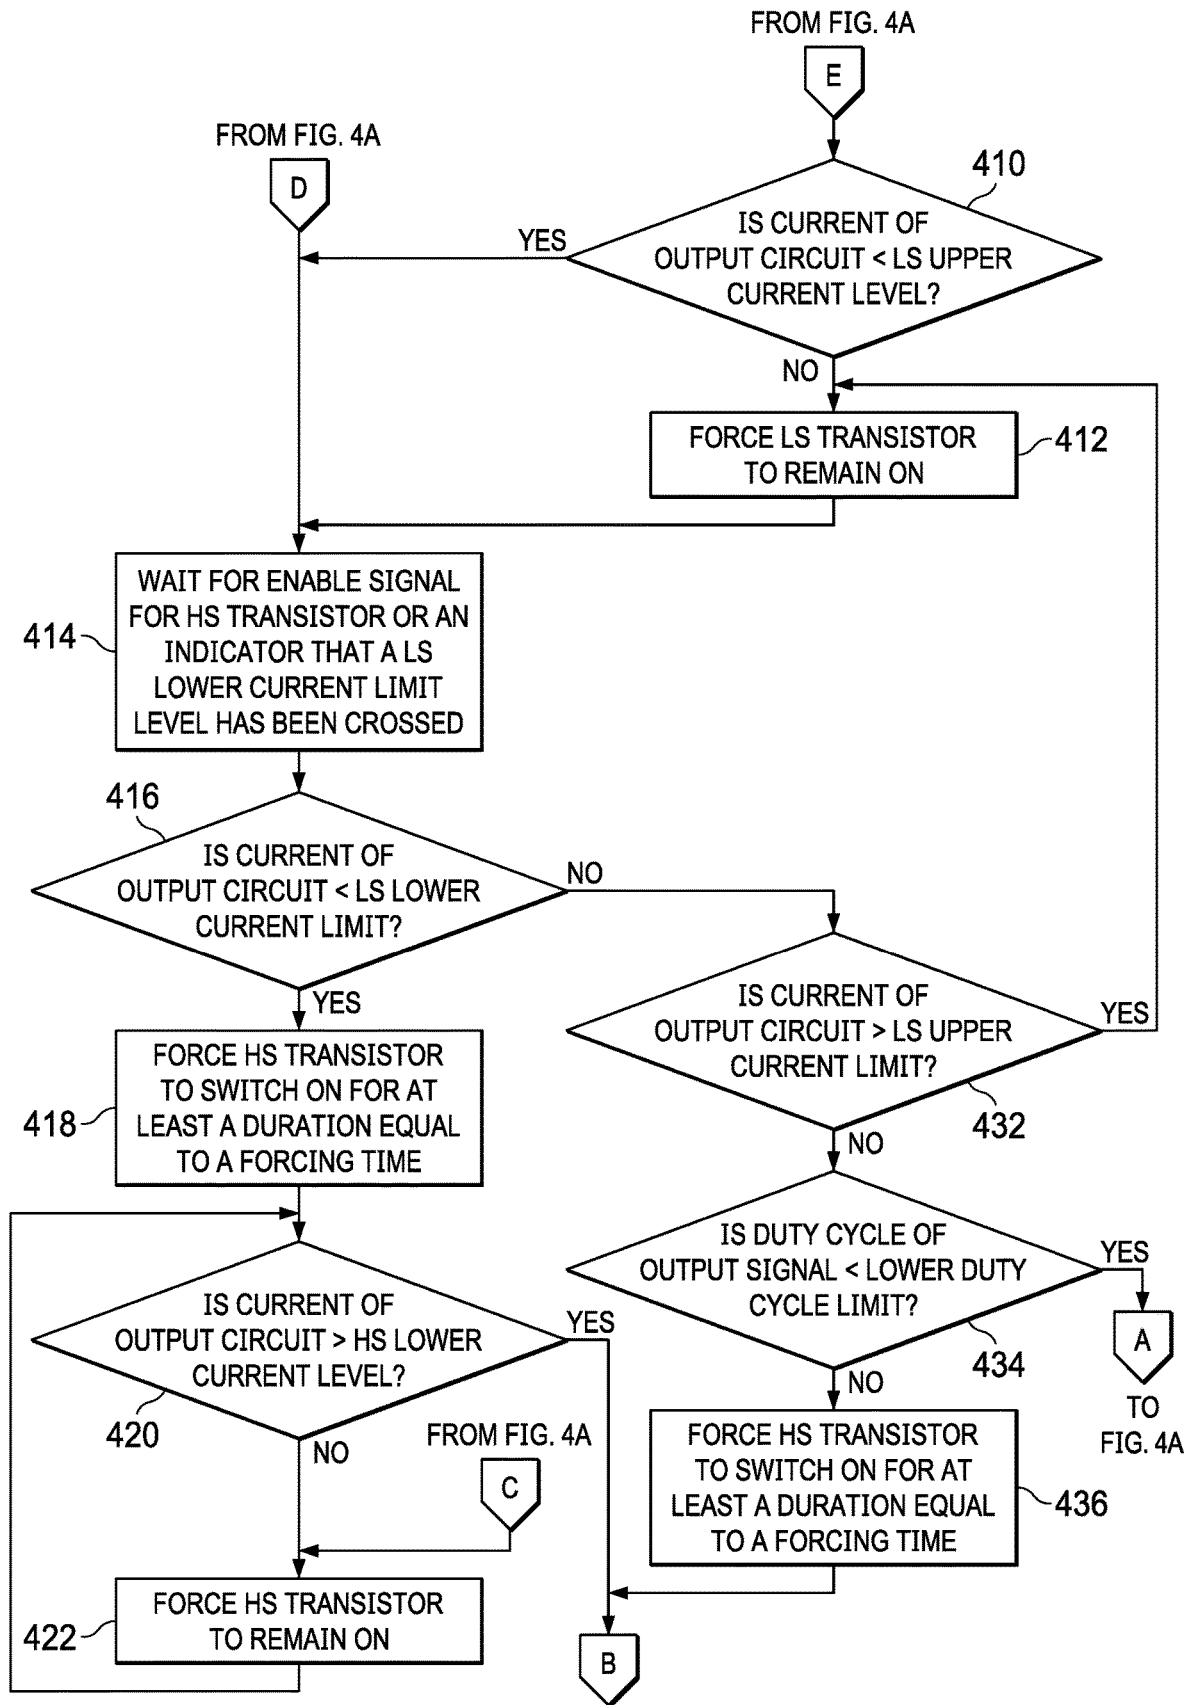 FROM FIG. 4A
E
FROM FIG. 4A
D
410
IS CURRENT OF
OUTPUT CIRCUIT < LS UPPER
CURRENT LEVEL?
YES
NO
FORCE LS TRANSISTOR
TO REMAIN ON
412
WAIT FOR ENABLE SIGNAL
FOR HS TRANSISTOR OR AN
INDICATOR THAT A LS
LOWER CURRENT LIMIT
LEVEL HAS BEEN CROSSED
414
416
IS CURRENT OF
OUTPUT CIRCUIT < LS LOWER
CURRENT LIMIT?
NO
YES
IS CURRENT OF
OUTPUT CIRCUIT > LS UPPER
CURRENT LIMIT?
YES
432
NO
FORCE HS TRANSISTOR
TO SWITCH ON FOR AT
LEAST A DURATION EQUAL
TO A FORCING TIME
418
IS DUTY CYCLE OF
OUTPUT SIGNAL < LOWER DUTY
CYCLE LIMIT?
YES
434
NO
A
TO
FIG. 4A
IS CURRENT OF
OUTPUT CIRCUIT > HS LOWER
CURRENT LEVEL?
YES
420
NO
FROM FIG. 4A
C
FORCE HS TRANSISTOR
TO SWITCH ON FOR AT
LEAST A DURATION EQUAL
TO A FORCING TIME
436
FORCE HS TRANSISTOR
TO REMAIN ON
422
B